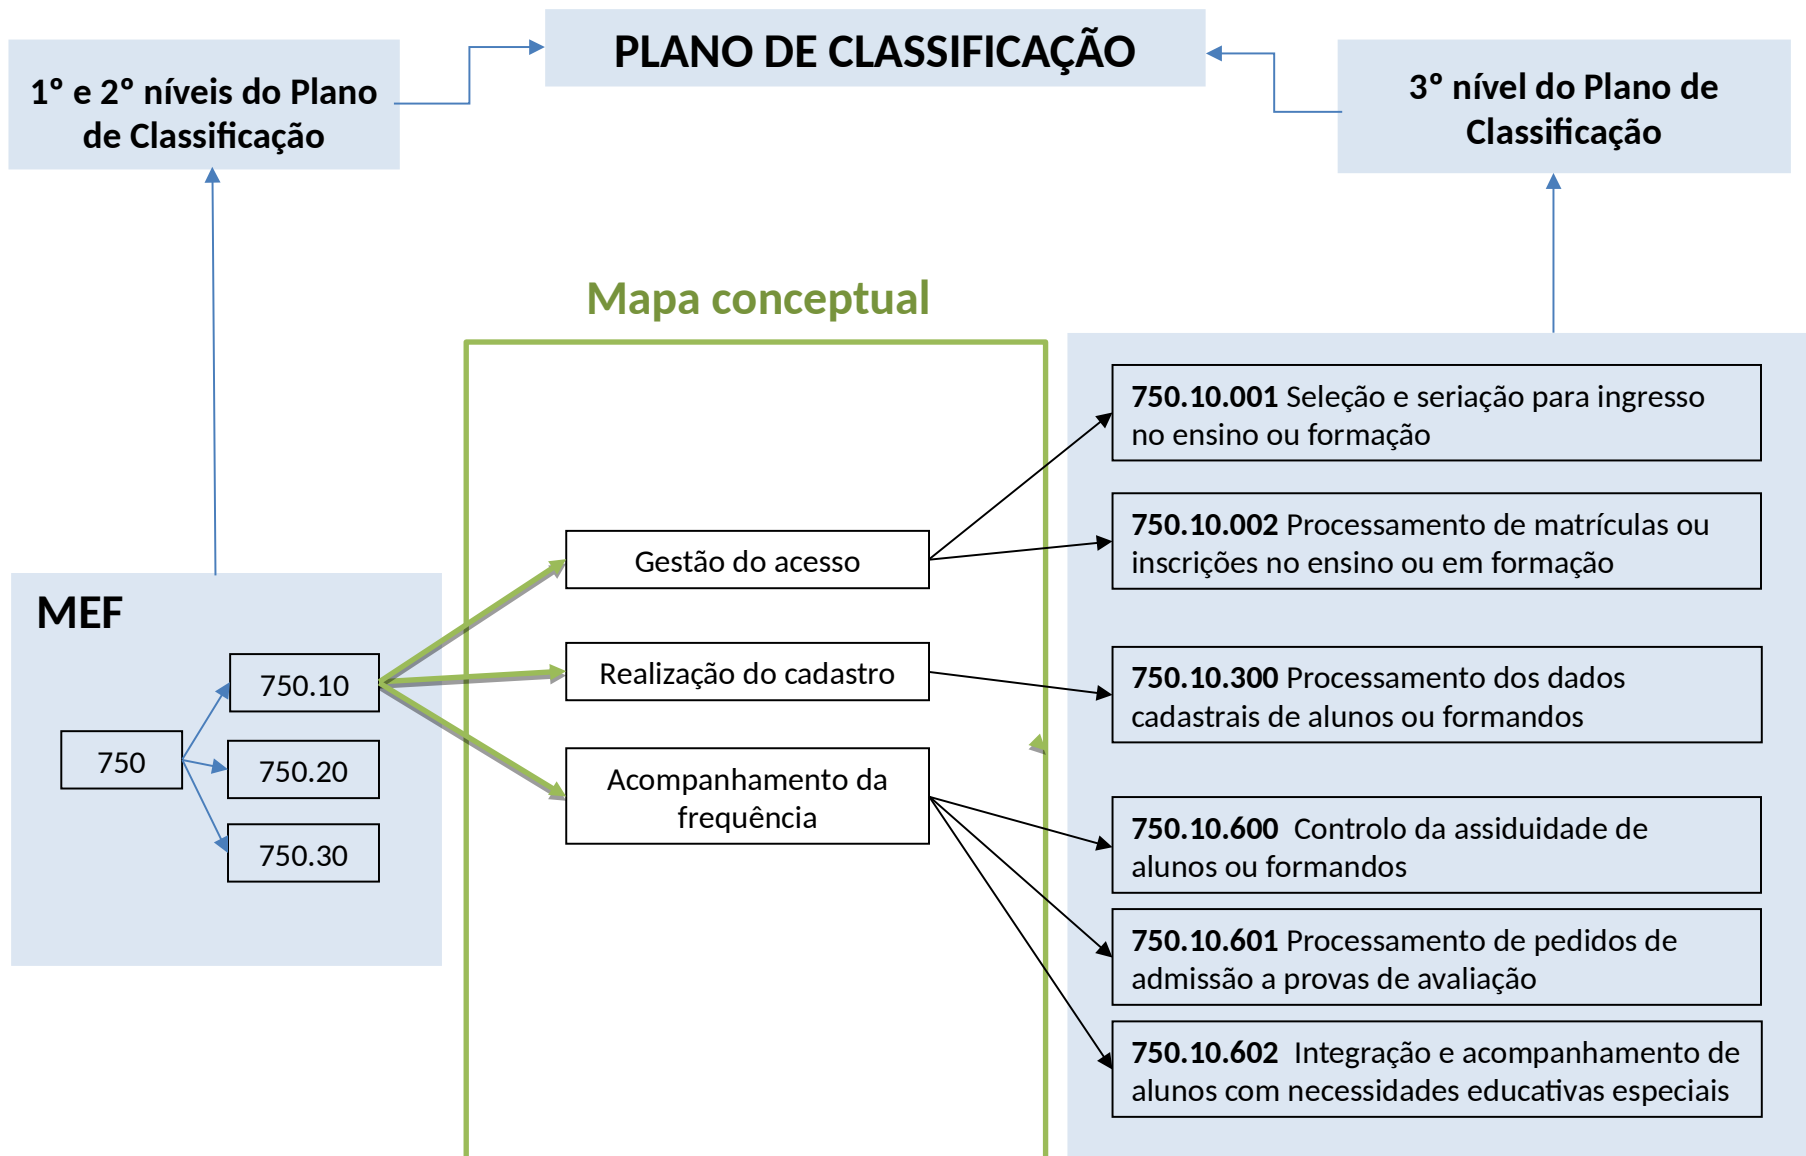 PLANO DE CLASSIFICAÇÃO
1º e 2º níveis do Plano
de Classificação
3º nível do Plano de
Classificação
Mapa conceptual
MEF
750
750.10
750.20
750.30
Gestão do acesso
Realização do cadastro
Acompanhamento da
frequência
750.10.001 Seleção e seriação para ingresso
no ensino ou formação
750.10.002 Processamento de matrículas ou
inscrições no ensino ou em formação
750.10.300 Processamento dos dados
cadastrais de alunos ou formandos
750.10.600  Controlo da assiduidade de
alunos ou formandos
750.10.601 Processamento de pedidos de
admissão a provas de avaliação
750.10.602  Integração e acompanhamento de
alunos com necessidades educativas especiais